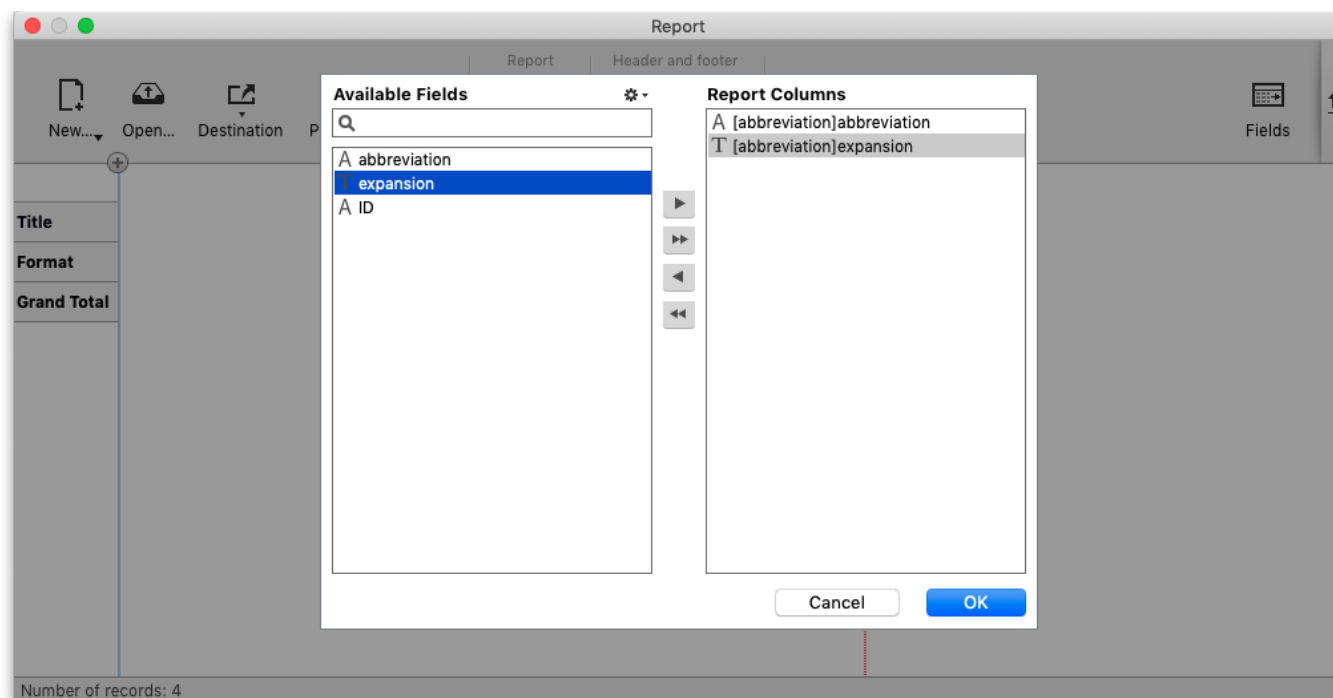 Report
Report
Header and footer
New...
Open...
Destination
P
Fields
Available Fields
Report Columns
A abbreviation
T expansion
A ID
A [abbreviation]abbreviation
T [abbreviation]expansion
Title
Format
Grand Total
Cancel
OK
Number of records: 4